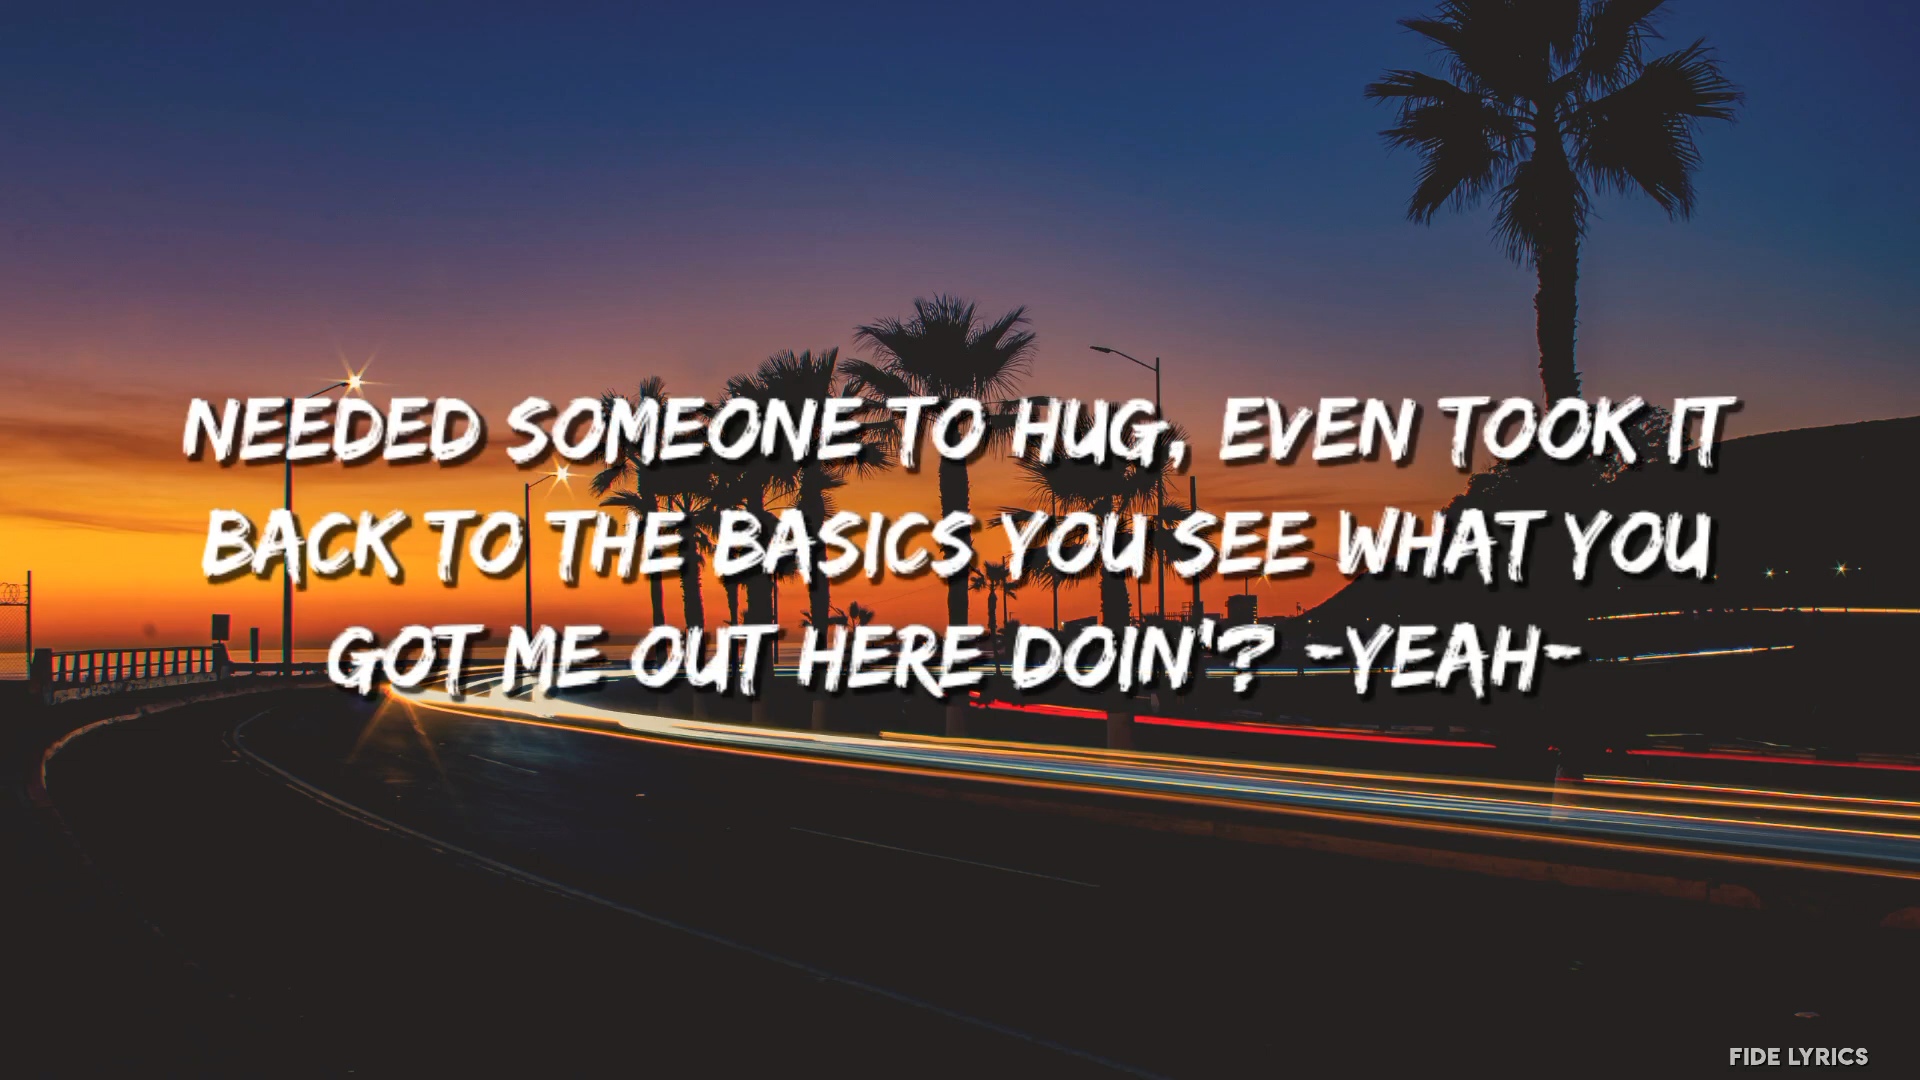 NEEDED SOMEONE TO HUG, EVEN TOOK IT
BACK TO THE BASICS YOU SEE WHAT YOU
GOT ME OUT HERE DOIN'? -YEAH-
FIDE LYRICS